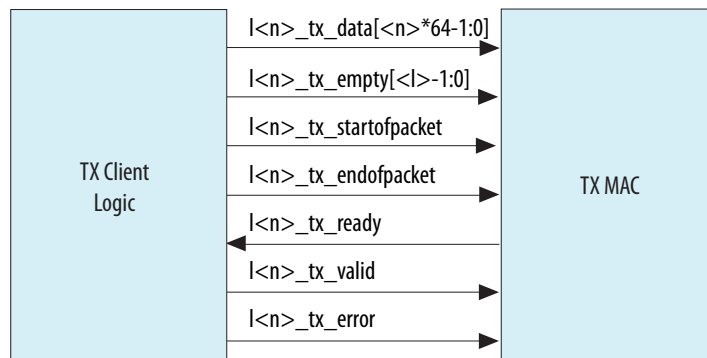 l<n>_tx_data[<n>*64-1:0]
l<n>_tx_empty[<l>-1:0]
l<n>_tx_startofpacket
l<n>_tx_endofpacket
l<n>_tx_ready
l<n>_tx_valid
l<n>_tx_error
TX Client
Logic
TX MAC